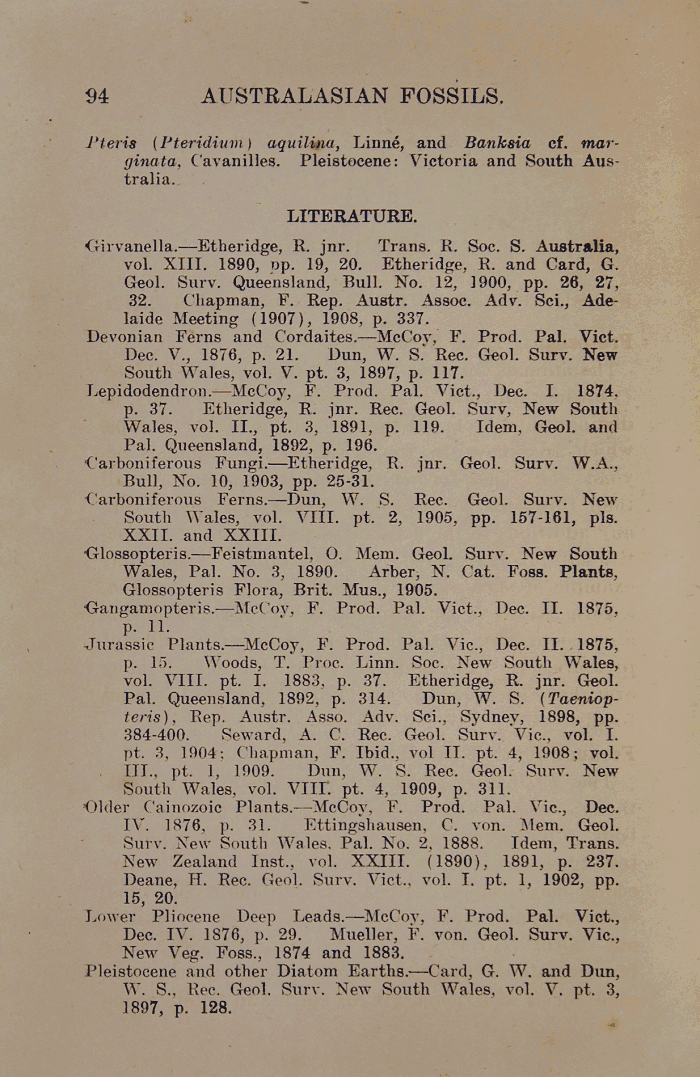 94 AUSTRALASIAN FOSSILS.
Pteris (Pteridium) aquilina, Linné, and Banksia cf. mar-
ginata, Cavanilles. Pleistocene: Victoria and South Aus-
tralia.
LITERATURE.
Girvanella.—Etheridge, R. jnr. Trans. R. Soc. S. Australia,
vol. XIII. 1890, pp. 19, 20. Etheridge, R. and Card, G.
Geol. Surv. Queensland, Bull. No. 12, 1900, pp. 26, 27,
32. Chapman, F. Rep. Austr. Assoc. Adv. Sci., Ade-
laide Meeting (1907), 1908, p. 337.
Devonian Ferns and Cordaites.—McCoy, F. Prod. Pal. Vict.
Dec. V., 1876, p. 21. Dun, W. S. Rec. Geol. Surv. New
South Wales, vol. V. pt. 3, 1897, p. 117.
Lepidodendron.—McCoy, F. Prod. Pal. Vict., Dec. I. 1874,
p. 37. Etheridge, R. jnr. Rec. Geol. Surv, New South
Wales, vol. II., pt. 3, 1891, p. 119. Idem, Geol. and
Pal. Queensland, 1892, p. 196.
Carboniferous Fungi.—Etheridge, R. jnr. Geol. Surv. W.A.,
Bull, No. 10, 1903, pp. 25-31.
Carboniferous Ferns.—Dun, W. S. Rec. Geol. Surv. New
South Wales, vol. VIII. pt. 2, 1905, pp. 157-161, pls.
XXII. and XXIII.
Glossopteris.—Feistmantel, O. Mem. Geol. Surv. New South
Wales, Pal. No. 3, 1890. Arber, N. Cat. Foss. Plants,
Glossopteris Flora, Brit. Mus., 1905.
Gangamopteris.—McCoy, F. Prod. Pal. Vict., Dec. II. 1875,
p. 11.
Jurassic Plants.—McCoy, F. Prod. Pal. Vic., Dec. II. 1875,
p. 15. Woods, T. Proc. Linn. Soc. New South Wales,
vol. VIII. pt. I. 1883, p. 37. Etheridge, R. jnr. Geol.
Pal. Queensland, 1892, p. 314. Dun, W. S. (Taeniop-
teris), Rep. Austr. Asso. Adv. Sci., Sydney, 1898, pp.
384-400. Seward, A. C. Rec. Geol. Surv. Vic., vol. I.
pt. 3, 1904; Chapman, F. Ibid., vol II. pt. 4, 1908; vol.
III., pt. 1, 1909. Dun, W. S. Rec. Geol. Surv. New
South Wales, vol. VIII. pt. 4, 1909, p. 311.
Older Cainozoic Plants.—McCoy, F. Prod. Pal. Vic., Dec.
IV. 1876, p. 31. Ettingshausen, C. von. Mem. Geol.
Surv. New South Wales, Pal. No. 2, 1888. Idem, Trans.
New Zealand Inst., vol. XXIII. (1890), 1891, p. 237.
Deane, H. Rec. Geol. Surv. Vict., vol. I. pt. 1, 1902, pp.
15, 20.
Lower Pliocene Deep Leads.—McCoy, F. Prod. Pal. Vict.,
Dec. IV. 1876, p. 29. Mueller, F. von. Geol. Surv. Vic.,
New Veg. Foss., 1874 and 1883.
Pleistocene and other Diatom Earths.—Card, G. W. and Dun,
W. S., Rec. Geol. Surv. New South Wales, vol. V. pt. 3,
1897, p. 128.